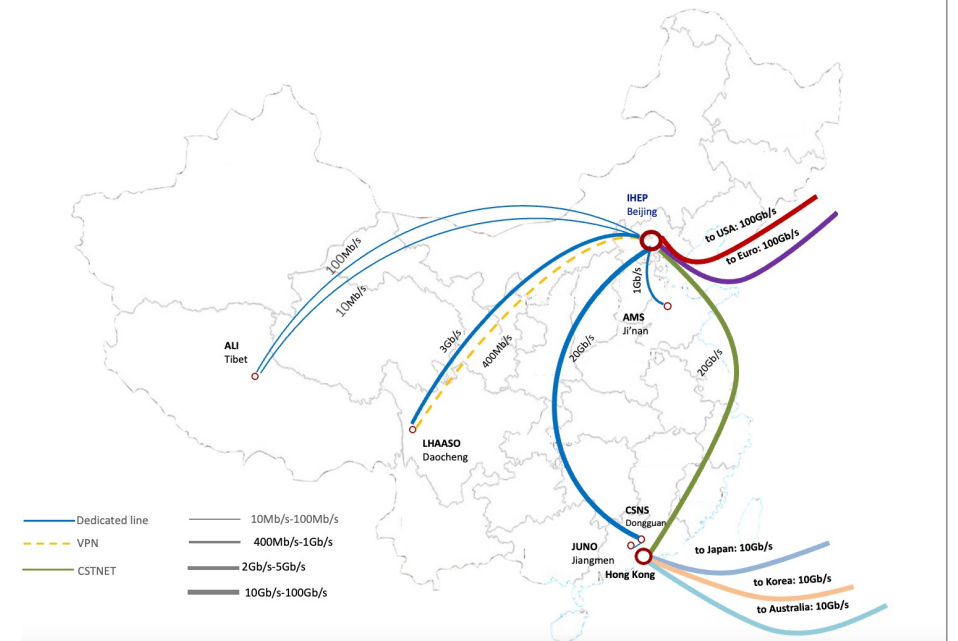 IHEP
Beijing
to USA: 100Gb/s
to Euro: 100Gb/s
100Mb/s
10Mb/s
1Gb/s
AMS
Ji'nan
ALI
Tibet
3Gb/s
400Mb/s
20Gb/s
20Gb/s
LHAASO
Daocheng
CSNS
Dongguan
JUNO
Jiangmen
Hong Kong
to Japan: 10Gb/s
to Korea: 10Gb/s
to Australia: 10Gb/s
Dedicated line
VPN
CSTNET
10Mb/s-100Mb/s
400Mb/s-1Gb/s
2Gb/s-5Gb/s
10Gb/s-100Gb/s